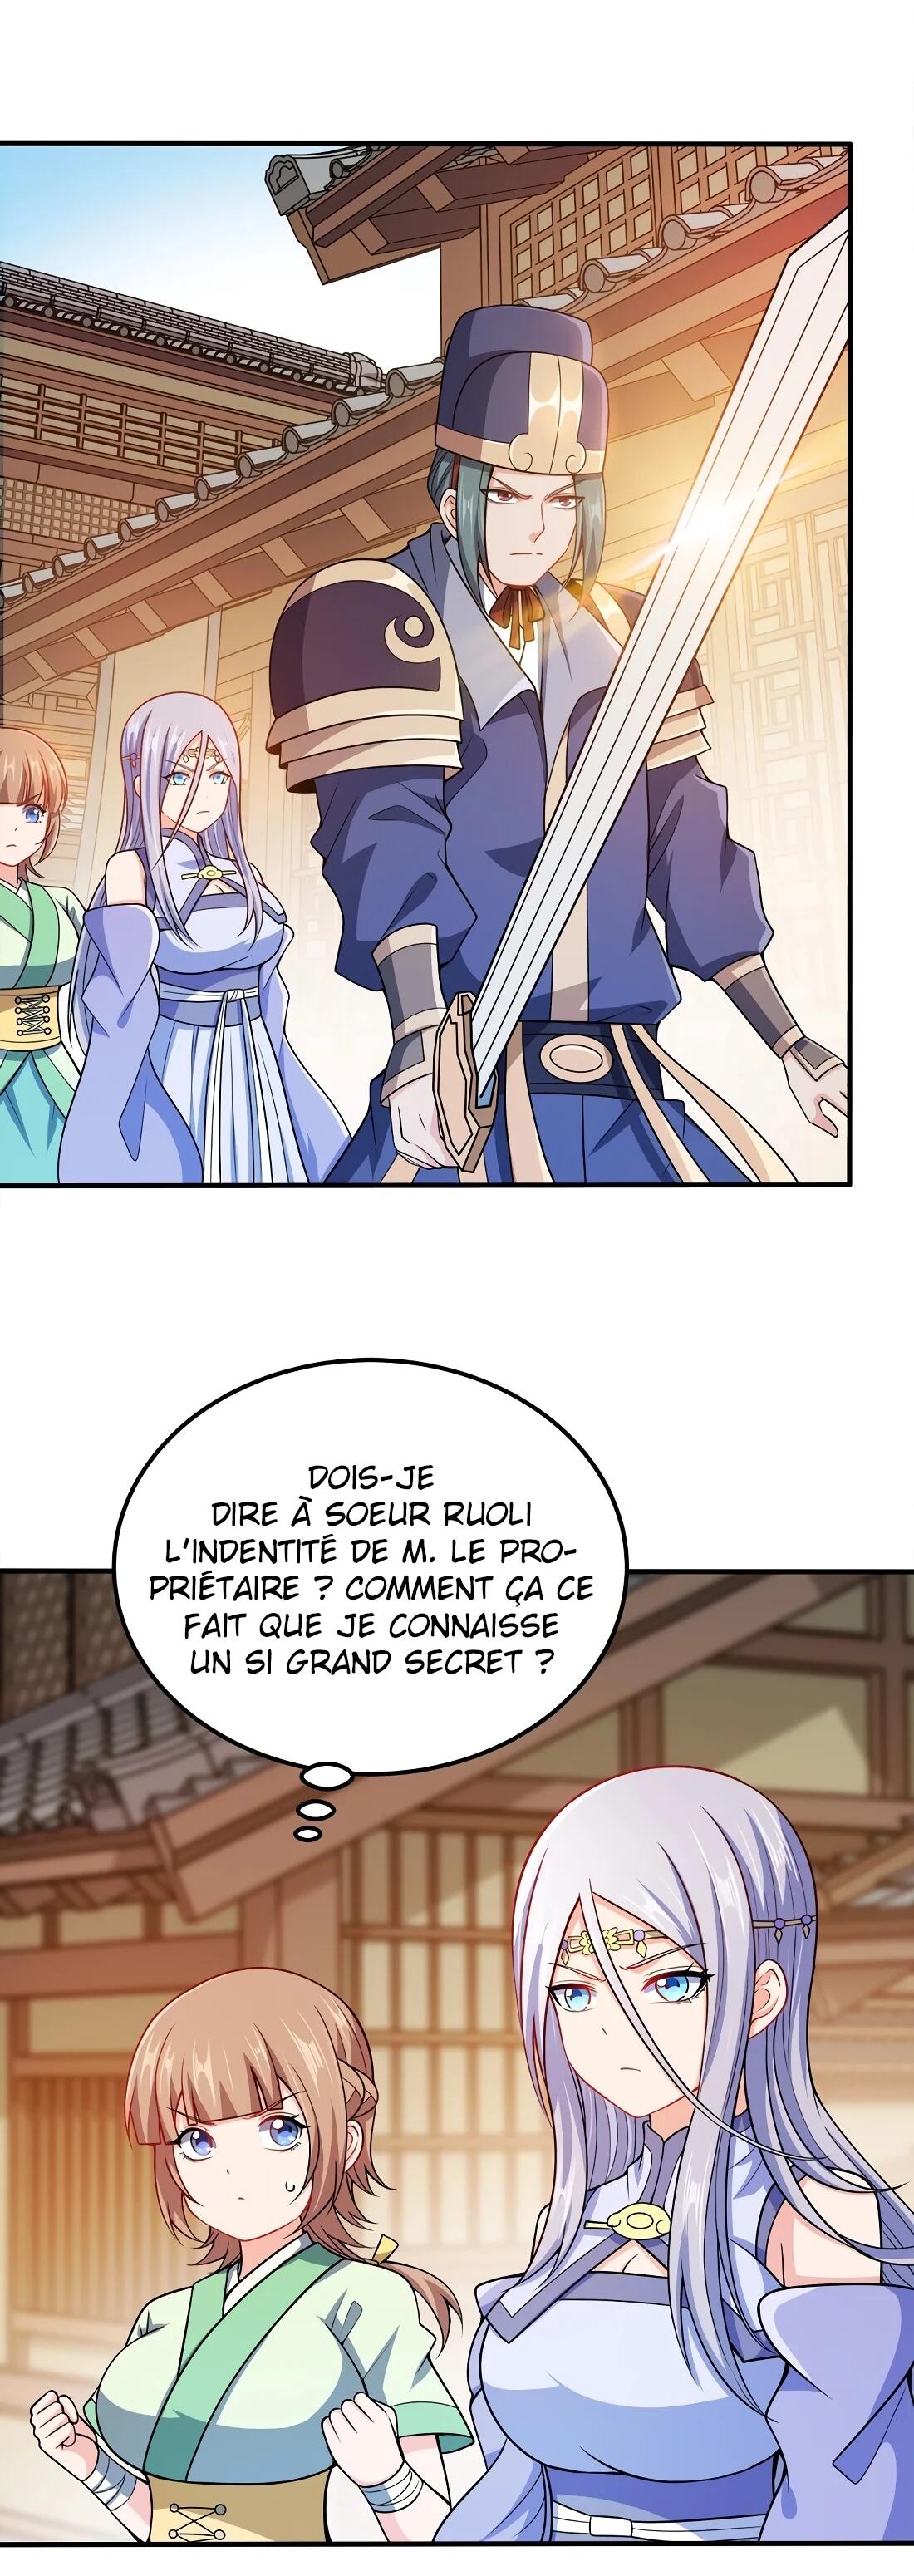 DOIS-JE
DIRE À SOEUR RUOLI
L'INDENTITÉ DE M. LE PRO-
PRIÉTAIRE ? COMMENT ÇA CE
FAIT QUE JE CONNAISSE
UN SI GRAND SECRET ?